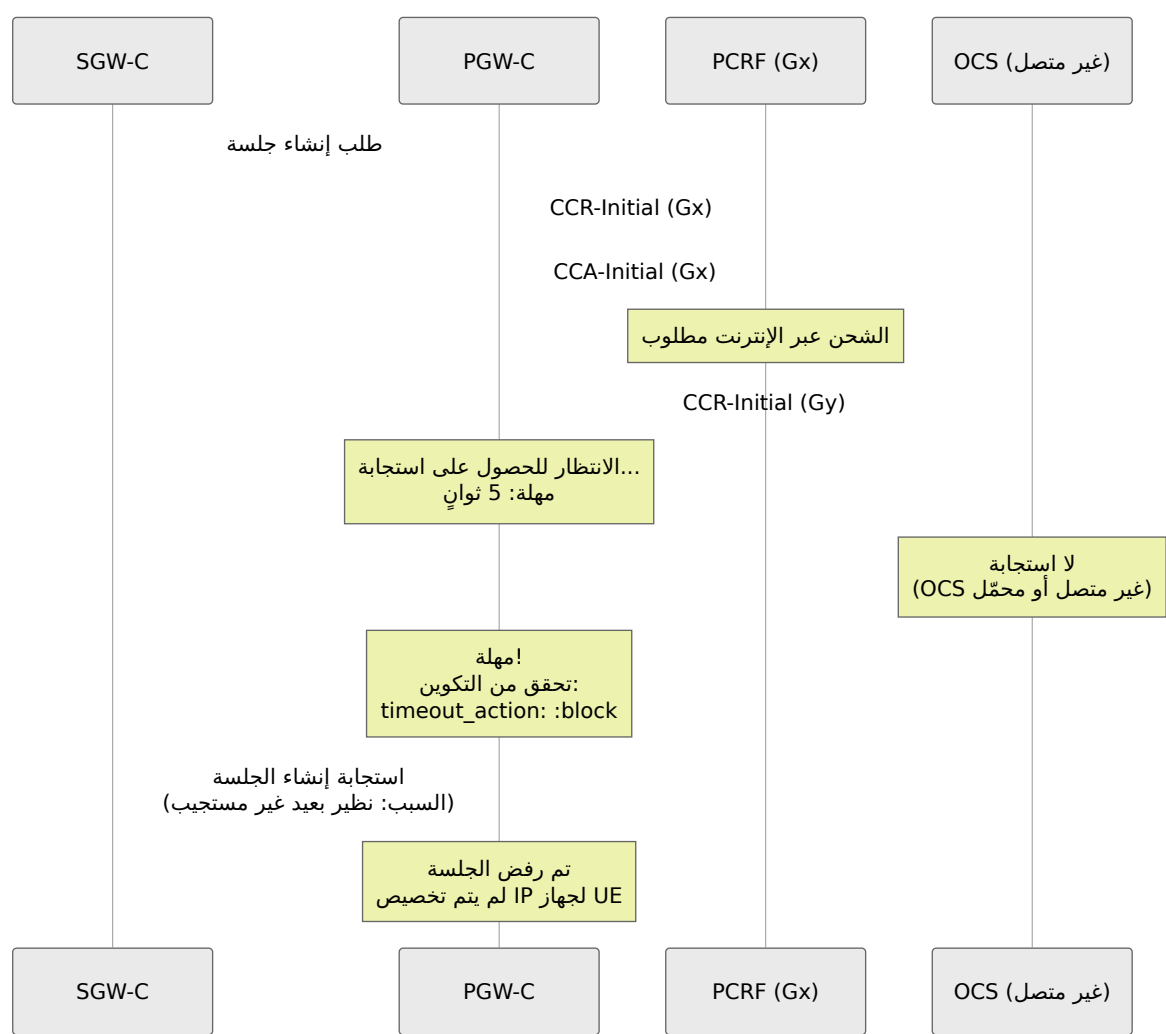 SGW-C
PGW-C
PCRF (Gx)
OCS (غير متصل)
طلب إنشاء جلسة
CCR-Initial (Gx)
CCA-Initial (Gx)
الشحن عبر الإنترنت مطلوب
CCR-Initial (Gy)
الانتظار للحصول على استجابة...
مهلة: 5 ثوانٍ
لا استجابة
(OCS غير متصل أو محمّل)
مهلة!
تحقق من التكوين:
timeout_action: :block
استجابة إنشاء الجلسة
(السبب: نظير بعيد غير مستجيب)
تم رفض الجلسة
لم يتم تخصيص IP لجهاز UE
SGW-C
PGW-C
PCRF (Gx)
OCS (غير متصل)